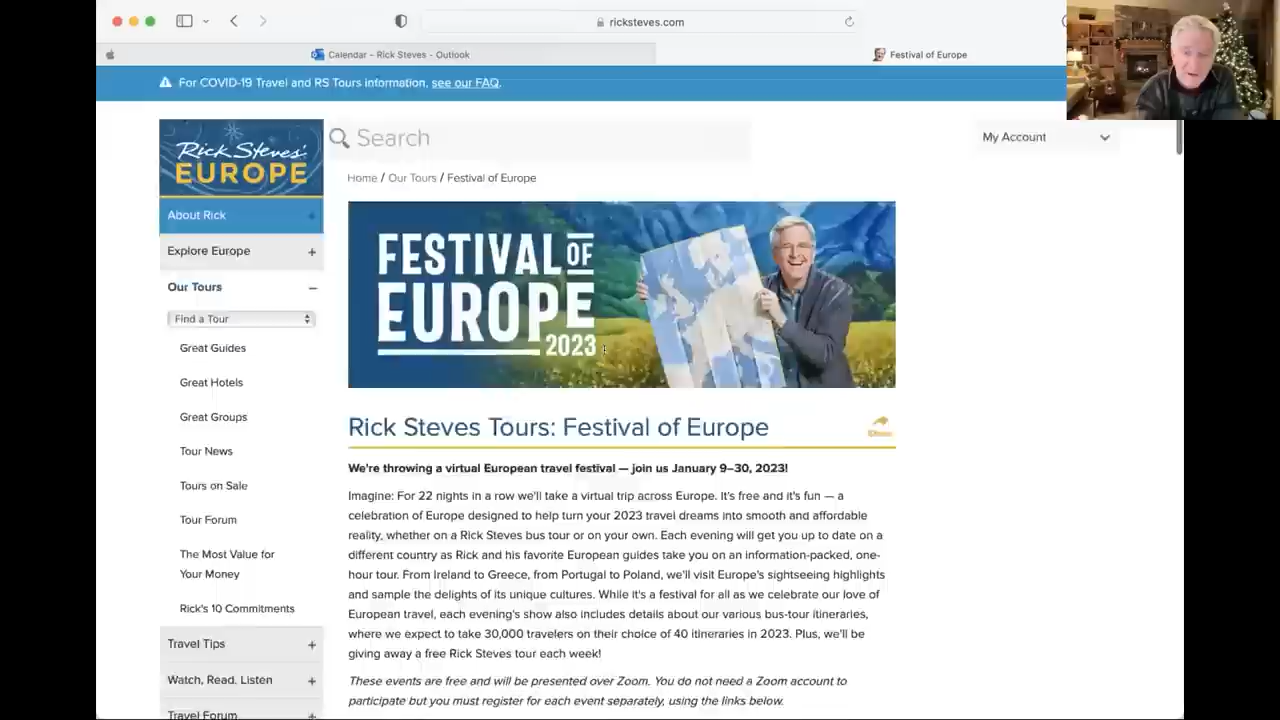 ricksteves.com
Calendar – Rick Steves - Outlook
Festival of Europe
For COVID-19 Travel and RS Tours information, see our FAQ.
Rick Steves'
EUROPE
Search
My Account
Home / Our Tours / Festival of Europe
About Rick
Explore Europe +
Our Tours –
Find a Tour
Great Guides
Great Hotels
Great Groups
Tour News
Tours on Sale
Tour Forum
The Most Value for
Your Money
Rick's 10 Commitments
Travel Tips +
Watch, Read, Listen +
Travel Forum
FESTIVAL OF
EUROPE
2023
Rick Steves Tours: Festival of Europe
We're throwing a virtual European travel festival — join us January 9–30, 2023!
Imagine: For 22 nights in a row we'll take a virtual trip across Europe. It's free and it's fun — a
celebration of Europe designed to help turn your 2023 travel dreams into smooth and affordable
reality, whether on a Rick Steves bus tour or on your own. Each evening will get you up to date on a
different country as Rick and his favorite European guides take you on an information-packed, one-
hour tour. From Ireland to Greece, from Portugal to Poland, we'll visit Europe's sightseeing highlights
and sample the delights of its unique cultures. While it's a festival for all as we celebrate our love of
European travel, each evening's show also includes details about our various bus-tour itineraries,
where we expect to take 30,000 travelers on their choice of 40 itineraries in 2023. Plus, we'll be
giving away a free Rick Steves tour each week!
These events are free and will be presented over Zoom. You do not need a Zoom account to
participate but you must register for each event separately, using the links below.